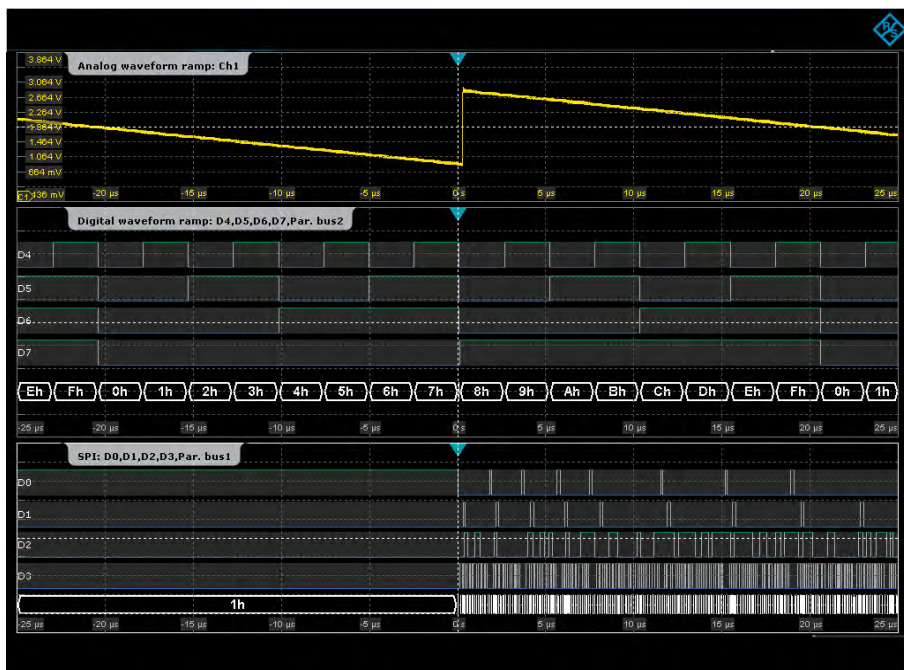 R&S
3.864 V
Analog waveform ramp: Ch1
3.064 V
2.664 V
2.264 V
1.864 V
1.464 V
1.064 V
664 mV
C1 -136 mV -20 µs -15 µs -10 µs -5 µs 0 s 5 µs 10 µs 15 µs 20 µs 25 µs
Digital waveform ramp: D4,D5,D6,D7,Par. bus2
D4
D5
D6
D7
Eh Fh 0h 1h 2h 3h 4h 5h 6h 7h 8h 9h Ah Bh Ch Dh Eh Fh 0h 1h
-25 µs -20 µs -15 µs -10 µs -5 µs 0 s 5 µs 10 µs 15 µs 20 µs 25 µs
SPI: D0,D1,D2,D3,Par. bus1
D0
D1
D2
D3
1h
-25 µs -20 µs -15 µs -10 µs -5 µs 0 s 5 µs 10 µs 15 µs 20 µs 25 µs